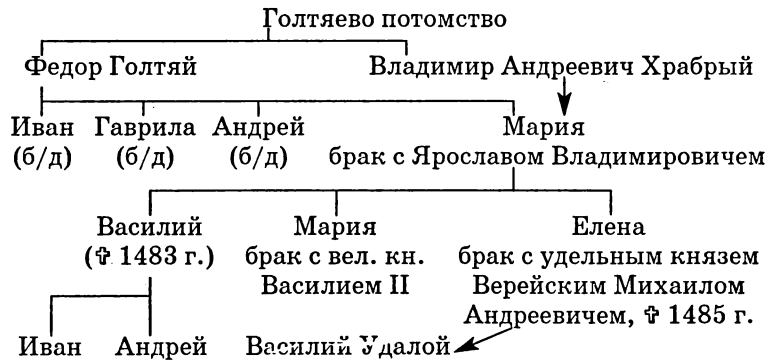 Голтяево потомство
Федор Голтяй Владимир Андреевич Храбрый
Иван Гаврила Андрей Мария
(б/д) (б/д) (б/д) брак с Ярославом Владимировичем
Василий Мария Елена
(✞ 1483 г.) брак с вел. кн. брак с удельным князем
Василием II Верейским Михаилом
Андреевичем, ✞ 1485 г.
Иван Андрей Василий Удалой